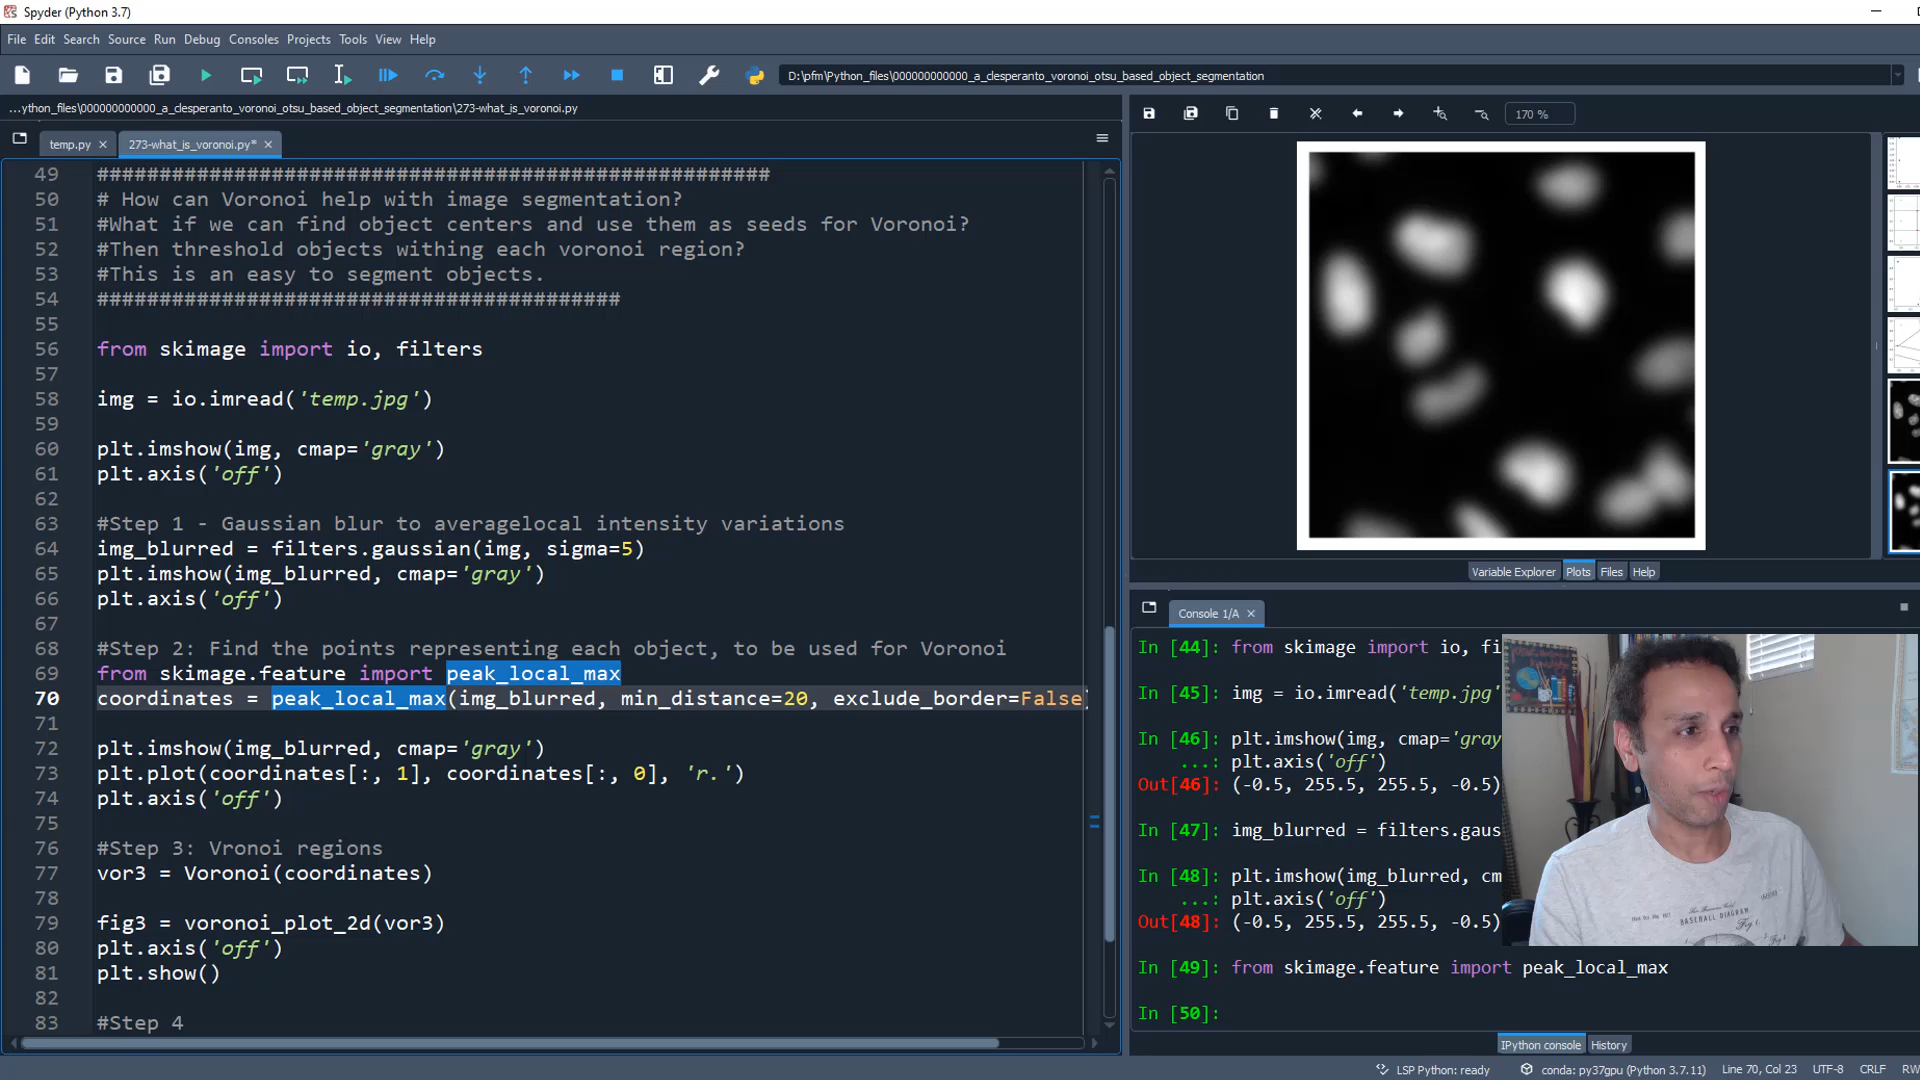 Spyder (Python 3.7)
File Edit Search Source Run Debug Consoles Projects Tools View Help
D:\pfm\Python_files\000000000000_a_clesperanto_voronoi_otsu_based_object_segmentation
...ython_files\000000000000_a_clesperanto_voronoi_otsu_based_object_segmentation\273-what_is_voronoi.py
temp.py
273-what_is_voronoi.py*
49 ######################################################
50 # How can Voronoi help with image segmentation?
51 #What if we can find object centers and use them as seeds for Voronoi?
52 #Then threshold objects withing each voronoi region?
53 #This is an easy to segment objects.
54 ##########################################
55
56 from skimage import io, filters
57
58 img = io.imread('temp.jpg')
59
60 plt.imshow(img, cmap='gray')
61 plt.axis('off')
62
63 #Step 1 - Gaussian blur to averagelocal intensity variations
64 img_blurred = filters.gaussian(img, sigma=5)
65 plt.imshow(img_blurred, cmap='gray')
66 plt.axis('off')
67
68 #Step 2: Find the points representing each object, to be used for Voronoi
69 from skimage.feature import peak_local_max
70 coordinates = peak_local_max(img_blurred, min_distance=20, exclude_border=False)
71
72 plt.imshow(img_blurred, cmap='gray')
73 plt.plot(coordinates[:, 1], coordinates[:, 0], 'r.')
74 plt.axis('off')
75
76 #Step 3: Vronoi regions
77 vor3 = Voronoi(coordinates)
78
79 fig3 = voronoi_plot_2d(vor3)
80 plt.axis('off')
81 plt.show()
82
83 #Step 4
170 %
Variable Explorer Plots Files Help
Console 1/A
In [44]: from skimage import io, fi
In [45]: img = io.imread('temp.jpg'
In [46]: plt.imshow(img, cmap='gray
...: plt.axis('off')
Out[46]: (-0.5, 255.5, 255.5, -0.5)
In [47]: img_blurred = filters.gaus
In [48]: plt.imshow(img_blurred, cm
...: plt.axis('off')
Out[48]: (-0.5, 255.5, 255.5, -0.5)
In [49]: from skimage.feature import peak_local_max
In [50]:
BASEBALL DIAGRAM
Fig 1.
IPython console History
LSP Python: ready
conda: py37gpu (Python 3.7.11)
Line 70, Col 23
UTF-8
CRLF
RW